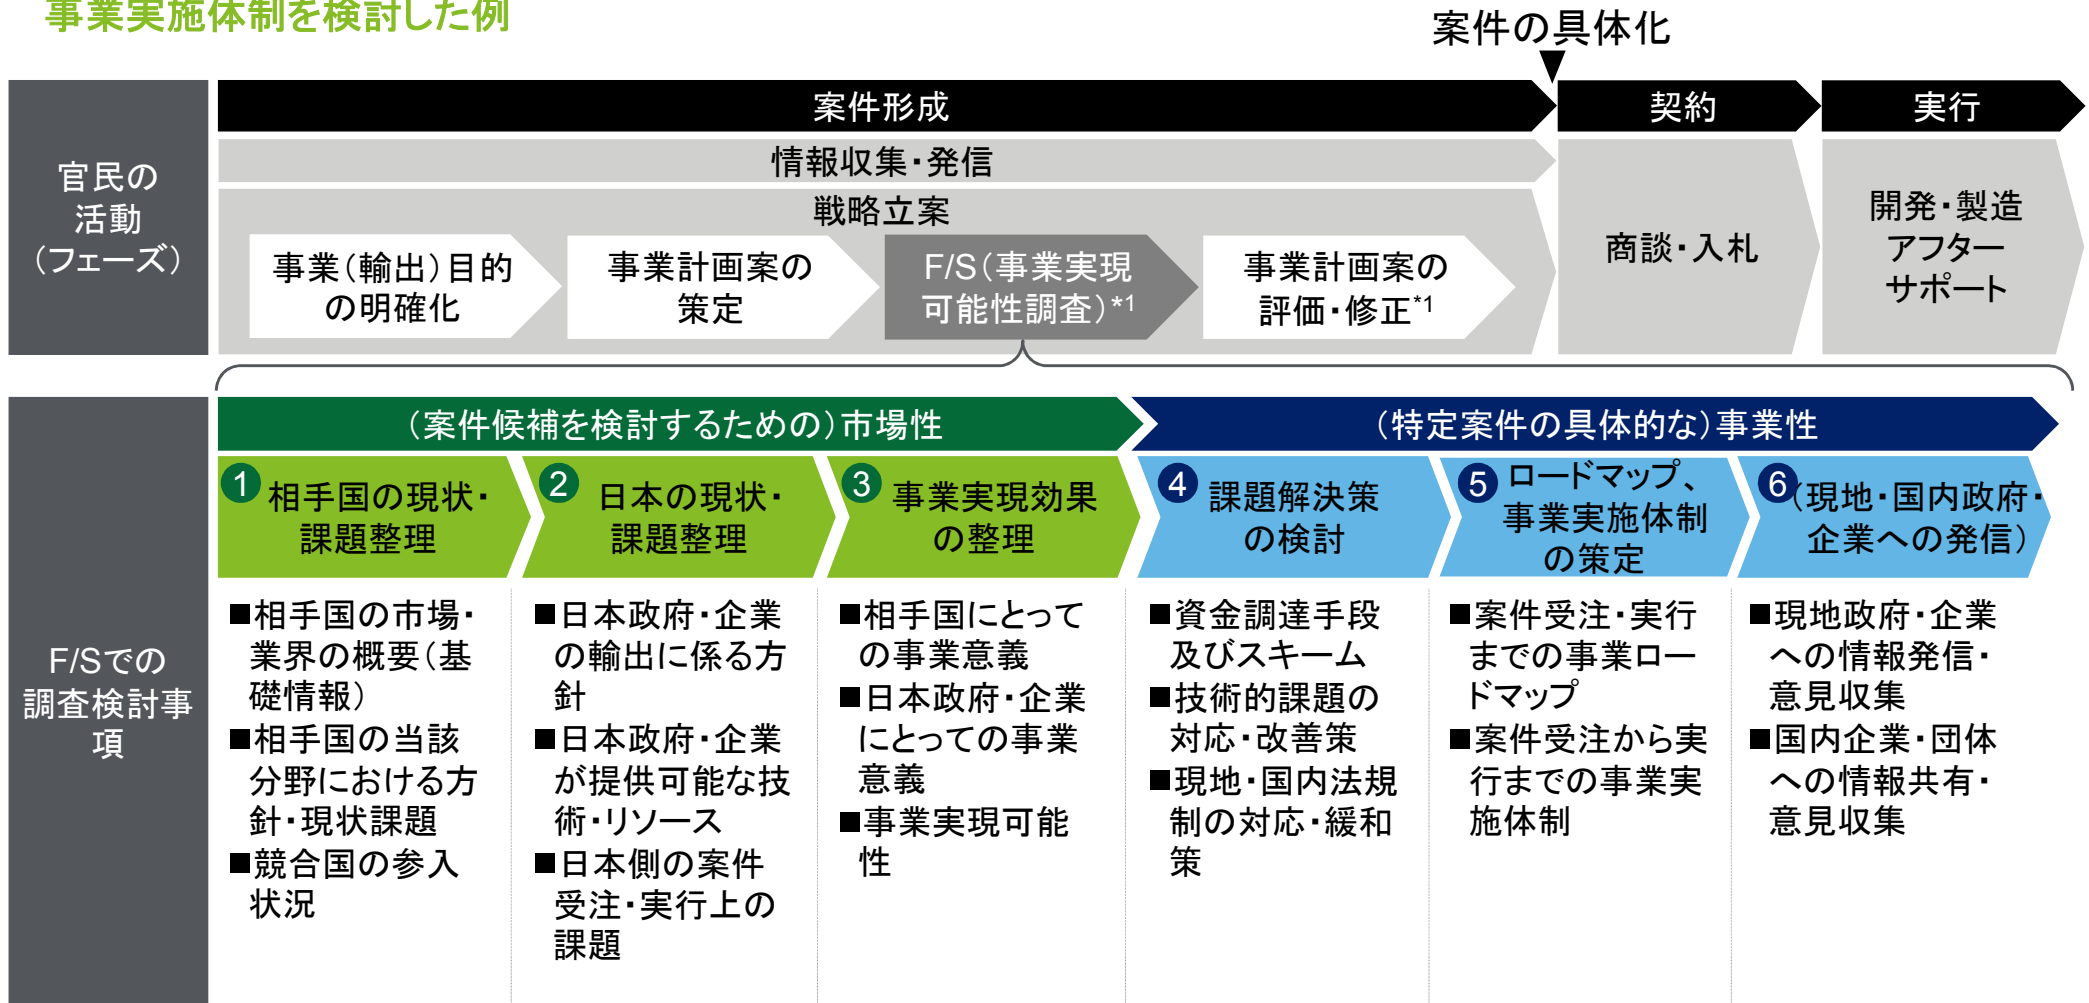 事業実施体制を検討した例
案件の具体化
官民の
活動
（フェーズ）
案件形成
契約
実行
情報収集・発信
戦略立案
事業（輸出）目的
の明確化
事業計画案の
策定
F/S（事業実現
可能性調査）*1
事業計画案の
評価・修正*1
商談・入札
開発・製造
アフター
サポート
F/Sでの
調査検討事
項
（案件候補を検討するための）市場性
（特定案件の具体的な）事業性
1
相手国の現状・
課題整理
2
日本の現状・
課題整理
3
事業実現効果
の整理
4
課題解決策
の検討
5
ロードマップ、
事業実施体制
の策定
6
（現地・国内政府・
企業への発信）
■相手国の市場・
業界の概要（基
礎情報）
■相手国の当該
分野における方
針・現状課題
■競合国の参入
状況
■日本政府・企業
の輸出に係る方
針
■日本政府・企業
が提供可能な技
術・リソース
■日本側の案件
受注・実行上の
課題
■相手国にとって
の事業意義
■日本政府・企業
にとっての事業
意義
■事業実現可能
性
■資金調達手段
及びスキーム
■技術的課題の
対応・改善策
■現地・国内法規
制の対応・緩和
策
■案件受注・実行
までの事業ロー
ドマップ
■案件受注から実
行までの事業実
施体制
■現地政府・企業
への情報発信・
意見収集
■国内企業・団体
への情報共有・
意見収集